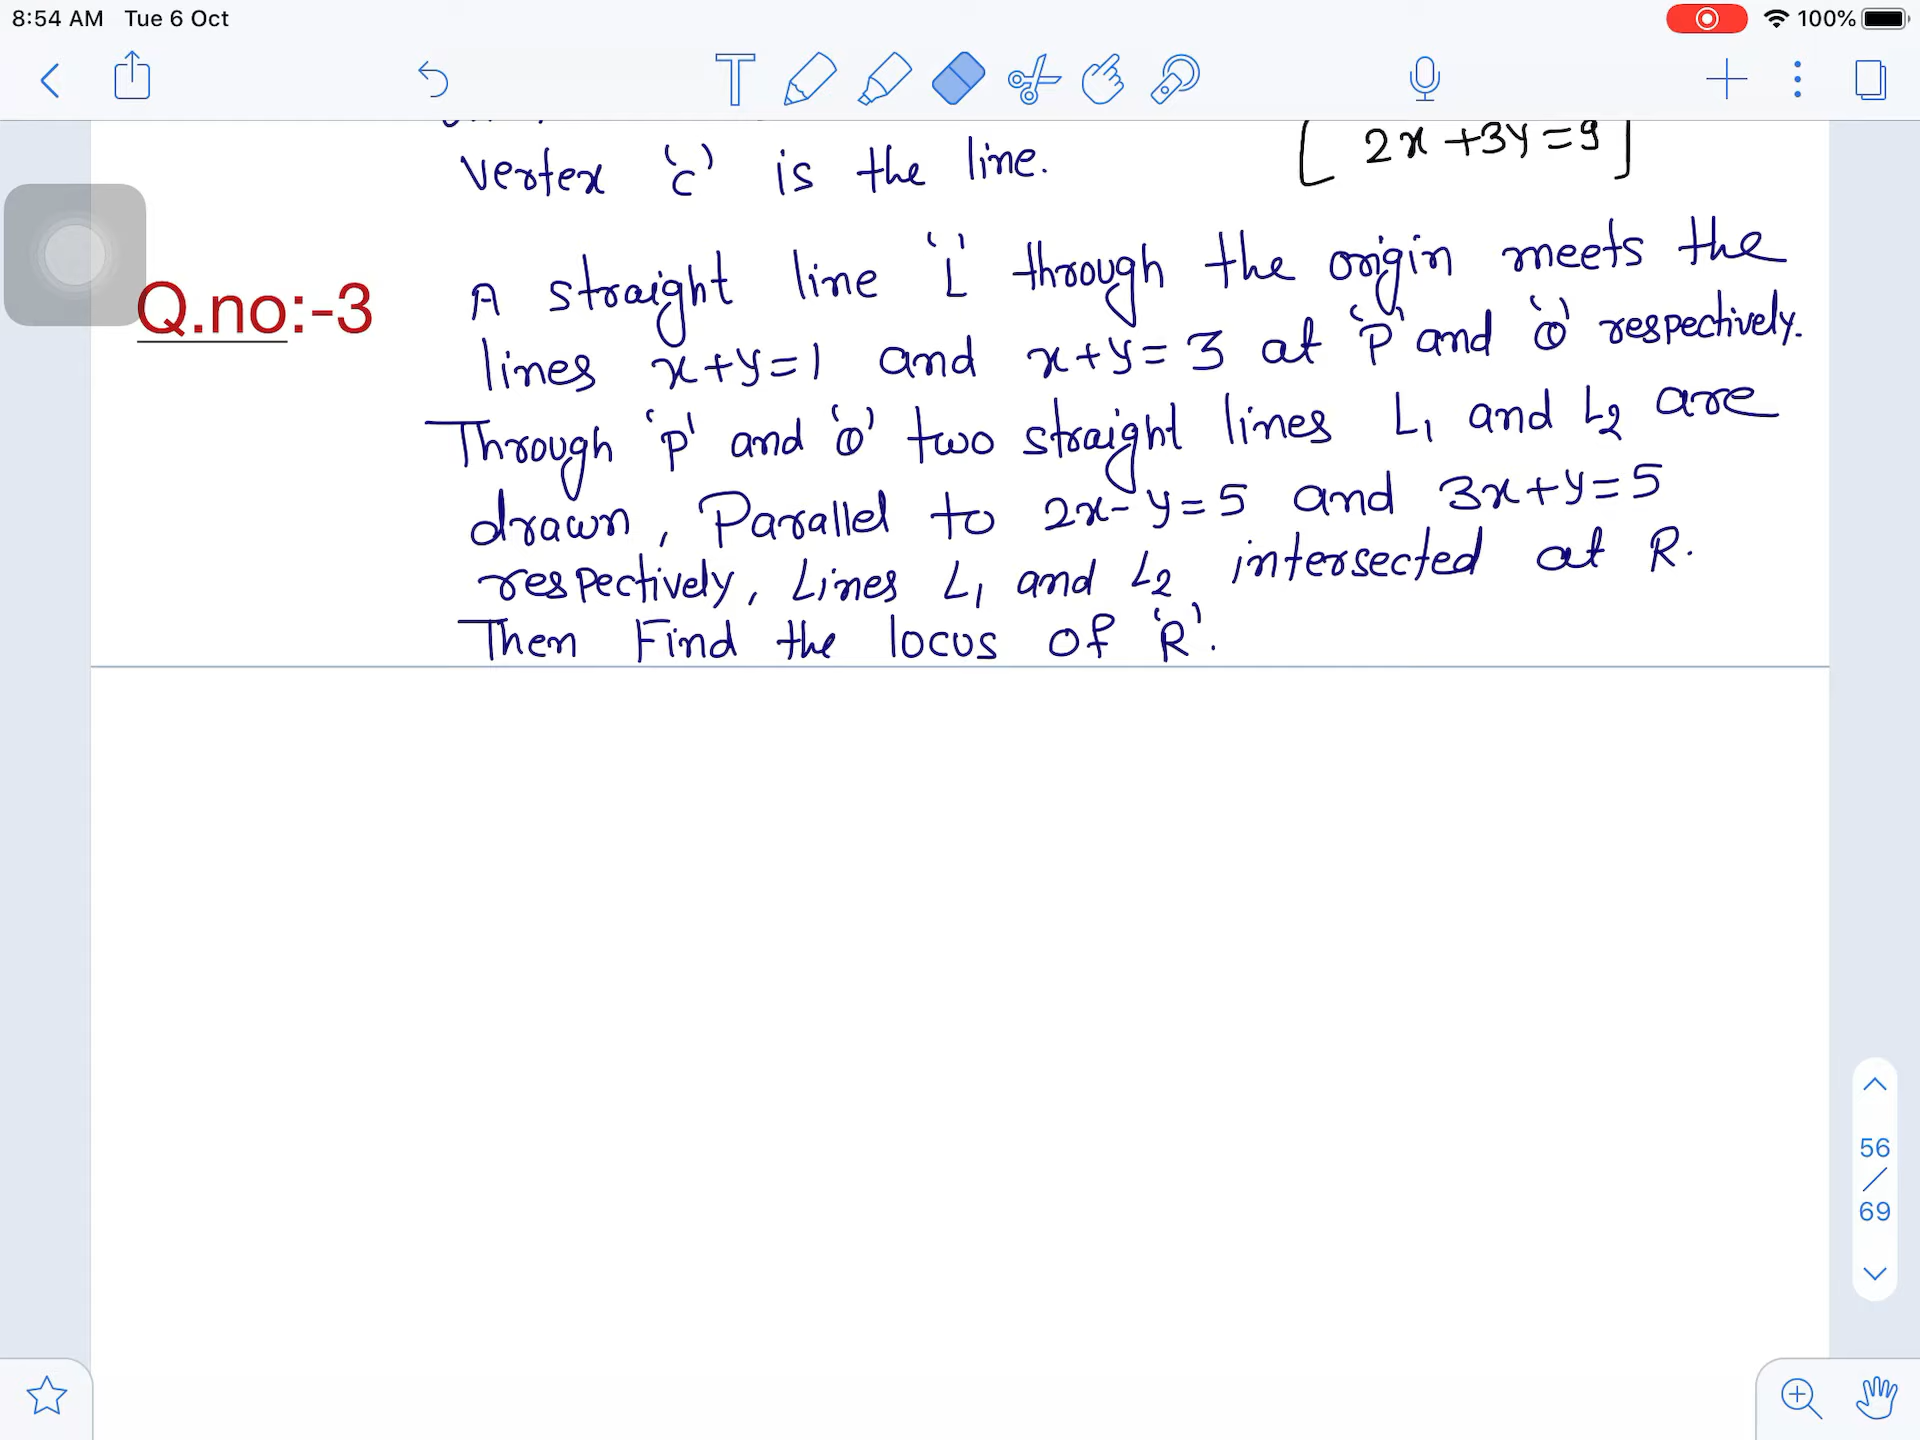 8:54 AM Tue 6 Oct
100%
T
vertex 'c' is the line.
[2x+3y=9]
Q.no:-3
A straight line 'L' through the origin meets the
lines x+y=1 and x+y=3 at 'P' and 'Q' respectively.
Through 'P' and 'Q' two straight lines L₁ and L₂ are
drawn, Parallel to 2x-y=5 and 3x+y=5
respectively, Lines L₁ and L₂ intersected at R.
Then Find the locus of 'R'.
56
/
69